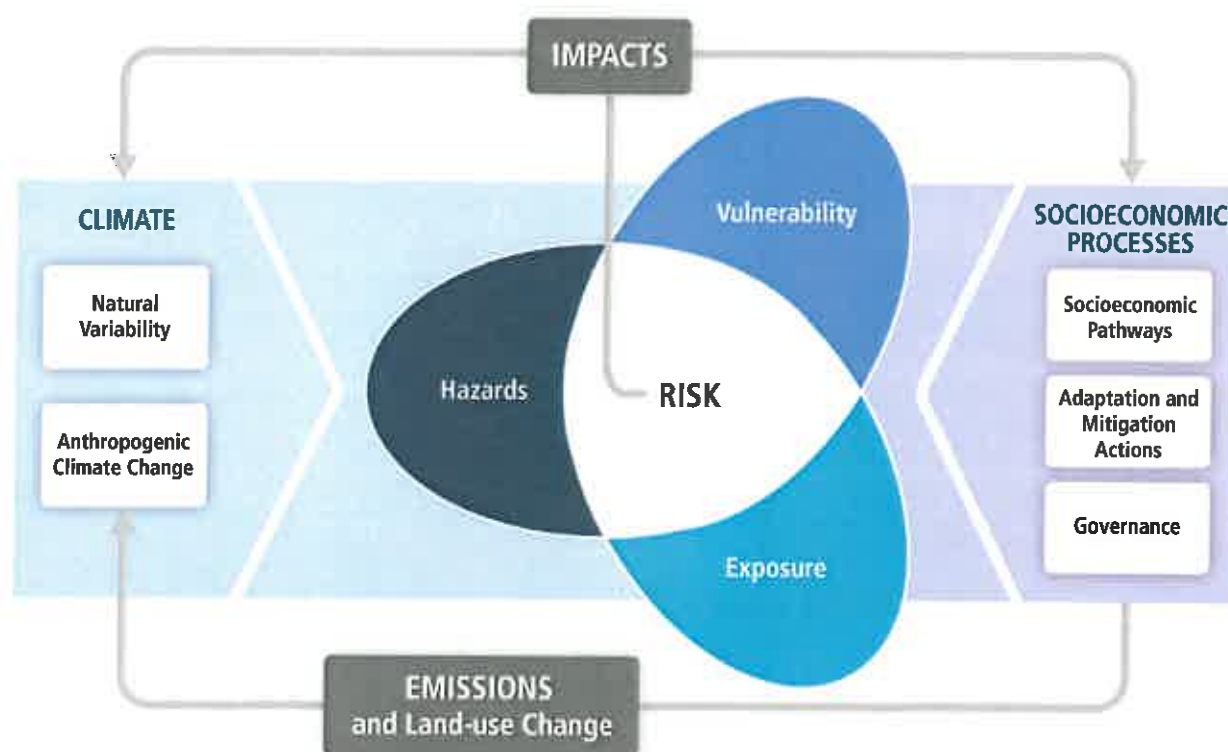 IMPACTS
CLIMATE
Natural
Variability
Anthropogenic
Climate Change
Vulnerability
Hazards
RISK
Exposure
SOCIOECONOMIC
PROCESSES
Socioeconomic
Pathways
Adaptation and
Mitigation
Actions
Governance
EMISSIONS
and Land-use Change